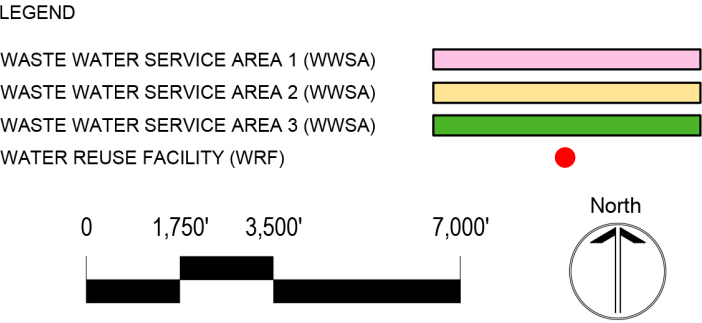 LEGEND
WASTE WATER SERVICE AREA 1 (WWSA)
WASTE WATER SERVICE AREA 2 (WWSA)
WASTE WATER SERVICE AREA 3 (WWSA)
WATER REUSE FACILITY (WRF)
0 1,750' 3,500' 7,000'
North